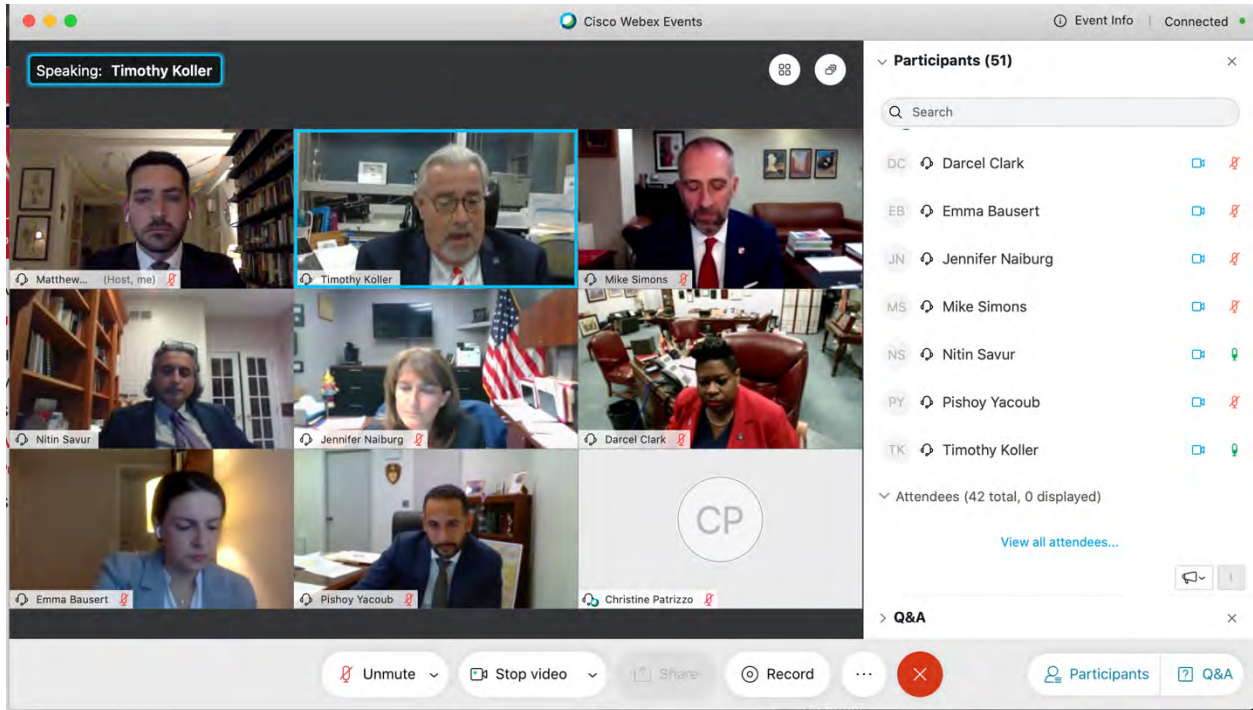 Cisco Webex Events
Event Info
Connected
Speaking: Timothy Koller
Participants (51)
Search
Matthew... (Host, me)
Timothy Koller
Mike Simons
Nitin Savur
Jennifer Naiburg
Darcel Clark
Emma Bausert
Pishoy Yacoub
CP
Christine Patrizzo
DC Darcel Clark
EB Emma Bausert
JN Jennifer Naiburg
MS Mike Simons
NS Nitin Savur
PY Pishoy Yacoub
TK Timothy Koller
Attendees (42 total, 0 displayed)
View all attendees...
Q&A
Unmute
Stop video
Share
Record
Participants
Q&A